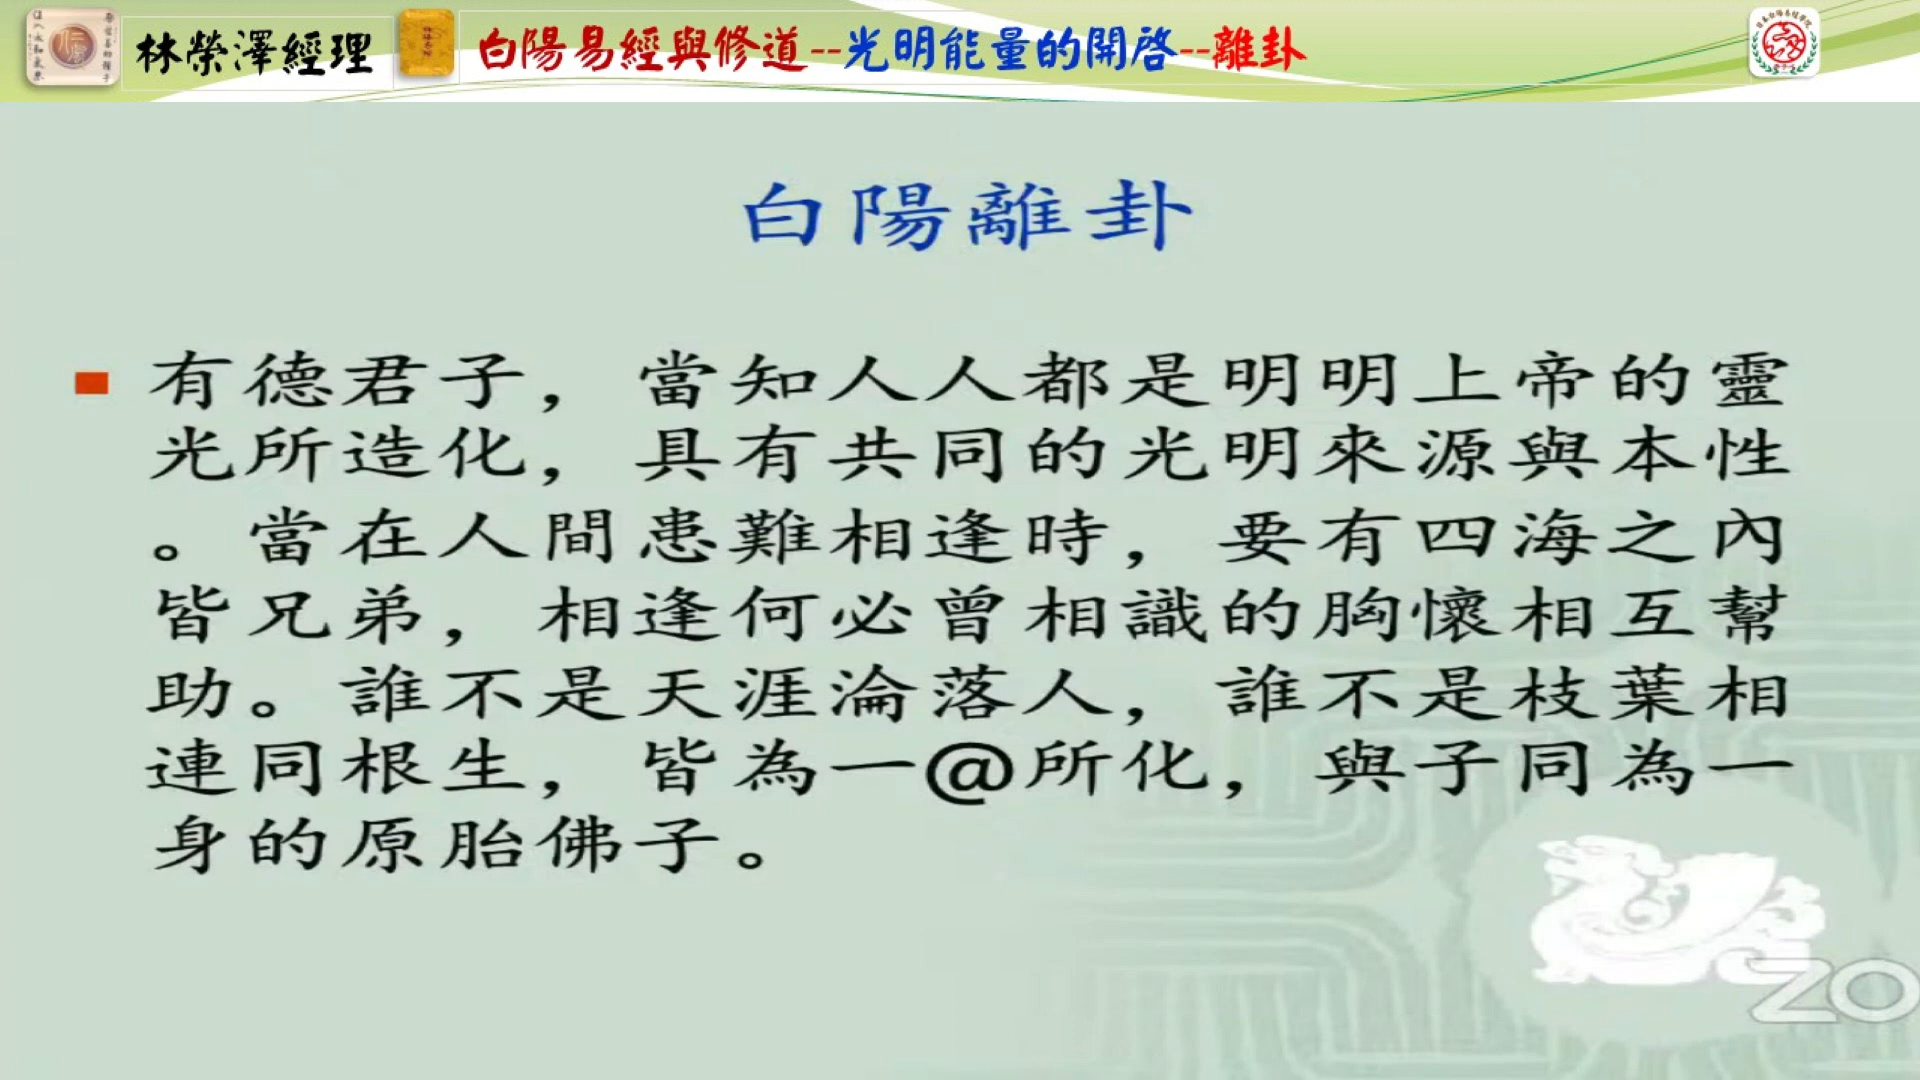 林榮澤經理
白陽易經與修道--光明能量的開啓--離卦
白陽離卦
有德君子，當知人人都是明明上帝的靈
光所造化，具有共同的光明來源與本性
。當在人間患難相逢時，要有四海之內
皆兄弟，相逢何必曾相識的胸懷相互幫
助。誰不是天涯淪落人，誰不是枝葉相
連同根生，皆為一@所化，與子同為一
身的原胎佛子。
ZO